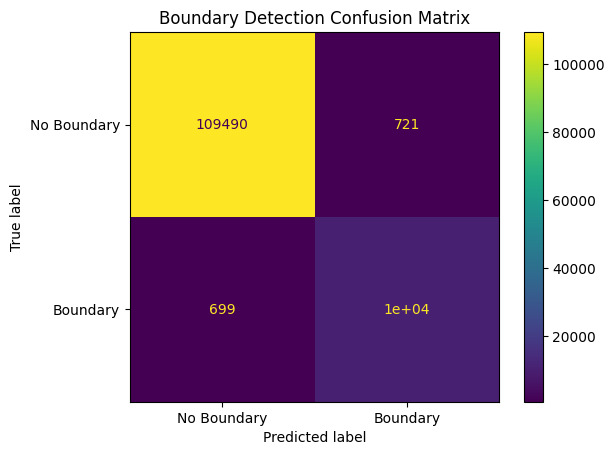 Boundary Detection Confusion Matrix
True label
No Boundary
109490
721
Boundary
699
1e+04
No Boundary
Boundary
Predicted label
100000
80000
60000
40000
20000